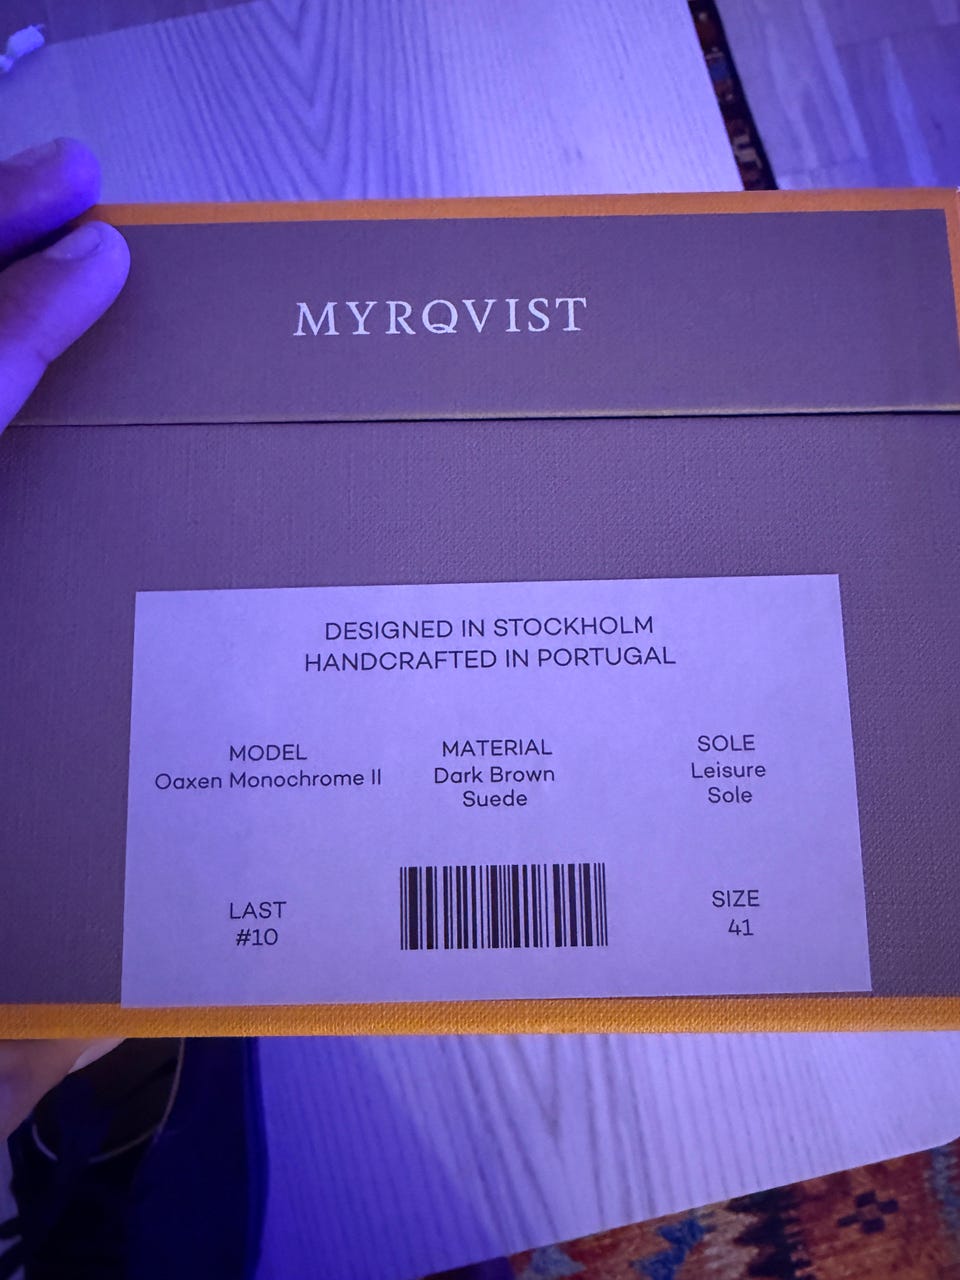 MYRQVIST
DESIGNED IN STOCKHOLM
HANDCRAFTED IN PORTUGAL
MODEL
Oaxen Monochrome II
MATERIAL
Dark Brown
Suede
SOLE
Leisure
Sole
LAST
#10
SIZE
41